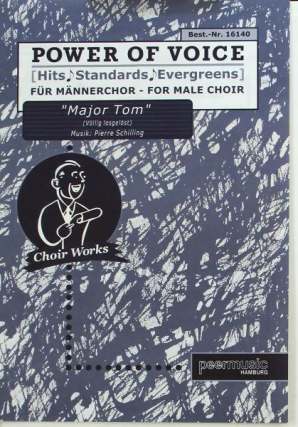 Best.-Nr. 16140
POWER OF VOICE
[Hits♪Standards♪Evergreens]
FÜR MÄNNERCHOR - FOR MALE CHOIR
"Major Tom"
(Völlig losgelöst)
Musik: Pierre Schilling
Choir Works
peermusic
HAMBURG